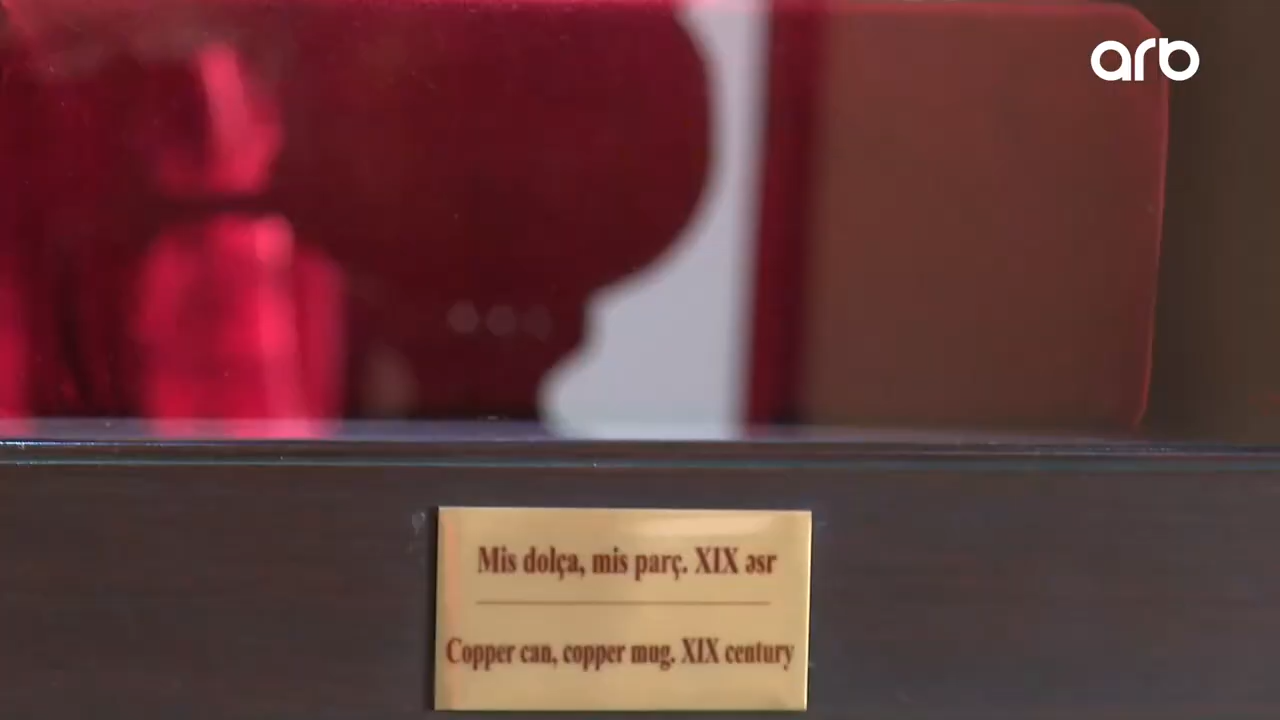 arb
Mis dolça, mis parç. XIX əsr
Copper can, copper mug. XIX century